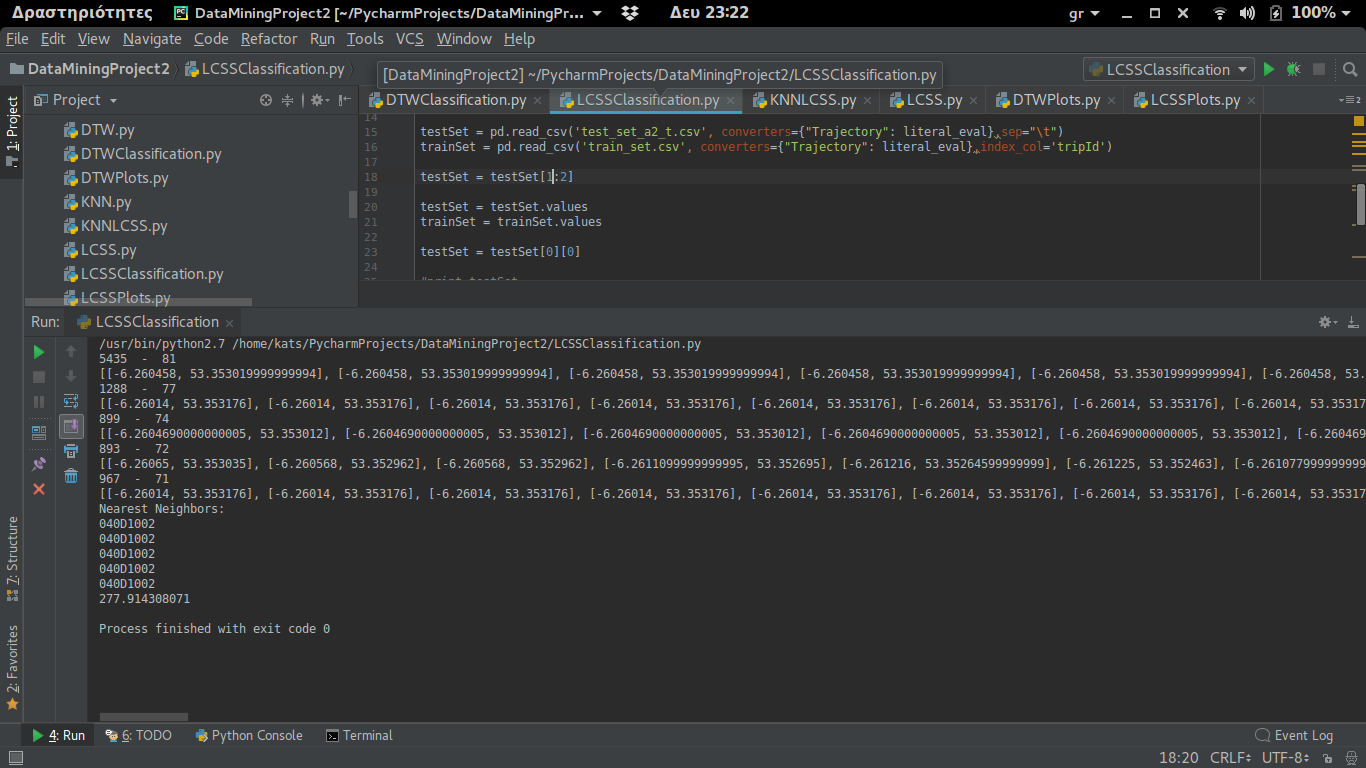 Δραστηριότητες DataMiningProject2 [~/PycharmProjects/DataMiningPr... Δευ 23:22 gr 100%
File Edit View Navigate Code Refactor Run Tools VCS Window Help
DataMiningProject2 LCSSClassification.py LCSSClassification
[DataMiningProject2] ~/PycharmProjects/DataMiningProject2/LCSSClassification.py
1: Project
Project
DTWClassification.py LCSSClassification.py KNNLCSS.py LCSS.py DTWPlots.py LCSSPlots.py
DTW.py
DTWClassification.py
DTWPlots.py
KNN.py
KNNLCSS.py
LCSS.py
LCSSClassification.py
LCSSPlots.py
14
15 testSet = pd.read_csv('test_set_a2_t.csv', converters={"Trajectory": literal_eval},sep="\t")
16 trainSet = pd.read_csv('train_set.csv', converters={"Trajectory": literal_eval},index_col='tripId')
17
18 testSet = testSet[1:2]
19
20 testSet = testSet.values
21 trainSet = trainSet.values
22
23 testSet = testSet[0][0]
24
25 #print testSet
Run: LCSSClassification
/usr/bin/python2.7 /home/kats/PycharmProjects/DataMiningProject2/LCSSClassification.py
5435 - 81
[[-6.260458, 53.353019999999994], [-6.260458, 53.353019999999994], [-6.260458, 53.353019999999994], [-6.260458, 53.353019999999994], [-6.260458, 53.353019999999994], [-6.260458, 53.
1288 - 77
[[-6.26014, 53.353176], [-6.26014, 53.353176], [-6.26014, 53.353176], [-6.26014, 53.353176], [-6.26014, 53.353176], [-6.26014, 53.353176], [-6.26014, 53.353176], [-6.26014, 53.35317
899 - 74
[[-6.2604690000000005, 53.353012], [-6.2604690000000005, 53.353012], [-6.2604690000000005, 53.353012], [-6.2604690000000005, 53.353012], [-6.2604690000000005, 53.353012], [-6.260469
893 - 72
[[-6.26065, 53.353035], [-6.260568, 53.352962], [-6.260568, 53.352962], [-6.2611099999999995, 53.352695], [-6.261216, 53.35264599999999], [-6.261225, 53.352463], [-6.261077999999999
967 - 71
[[-6.26014, 53.353176], [-6.26014, 53.353176], [-6.26014, 53.353176], [-6.26014, 53.353176], [-6.26014, 53.353176], [-6.26014, 53.353176], [-6.26014, 53.353176], [-6.26014, 53.35317
Nearest Neighbors:
040D1002
040D1002
040D1002
040D1002
040D1002
277.914308071
Process finished with exit code 0
7: Structure
2: Favorites
4: Run 6: TODO Python Console Terminal Event Log
18:20 CRLF UTF-8